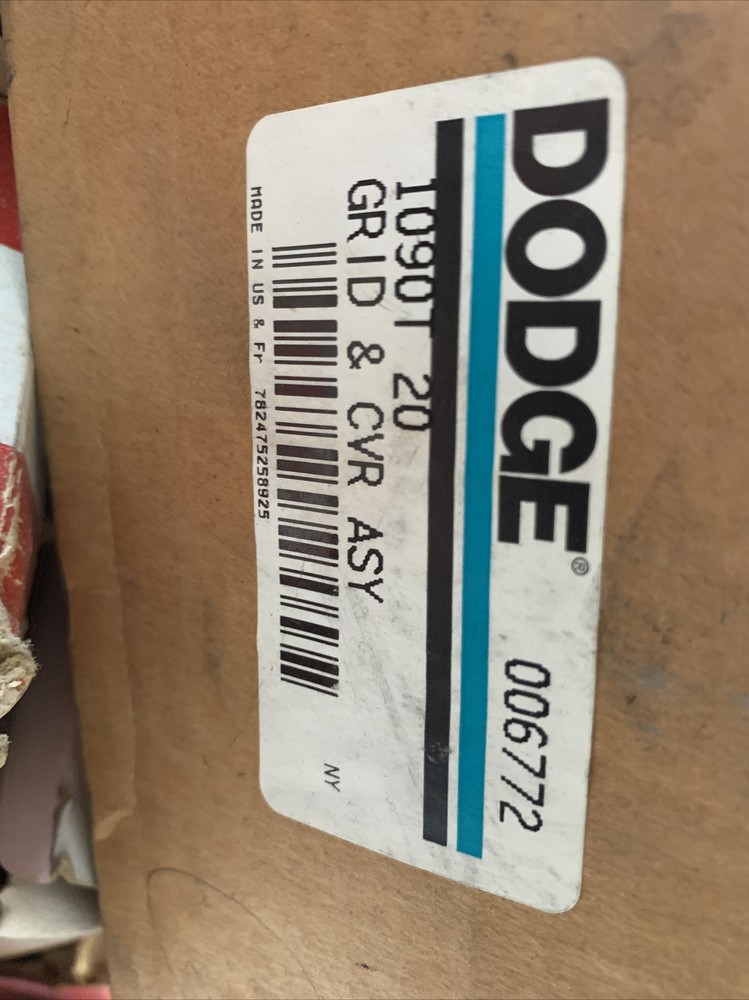 DODGE® 006772
1090T 20
GRID & CVR ASY
NY
MADE IN US & Fr 782475258925